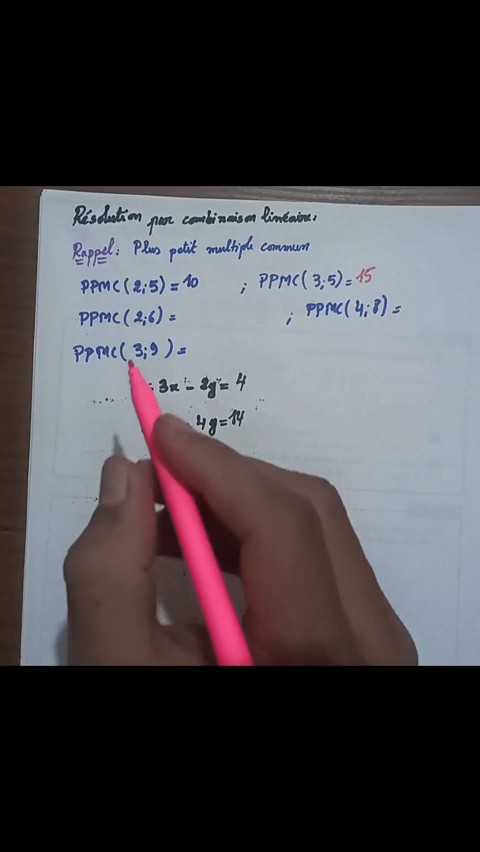 Résolution par combinaison linéaire:
Rappel: Plus petit multiple commun
PPMC(2;5)=10 ; PPMC(3;5)=15
PPMC(2;6)= ; PPMC(4;8)=
PPMC(3;9)=
3x - 2y = 4
4y=14